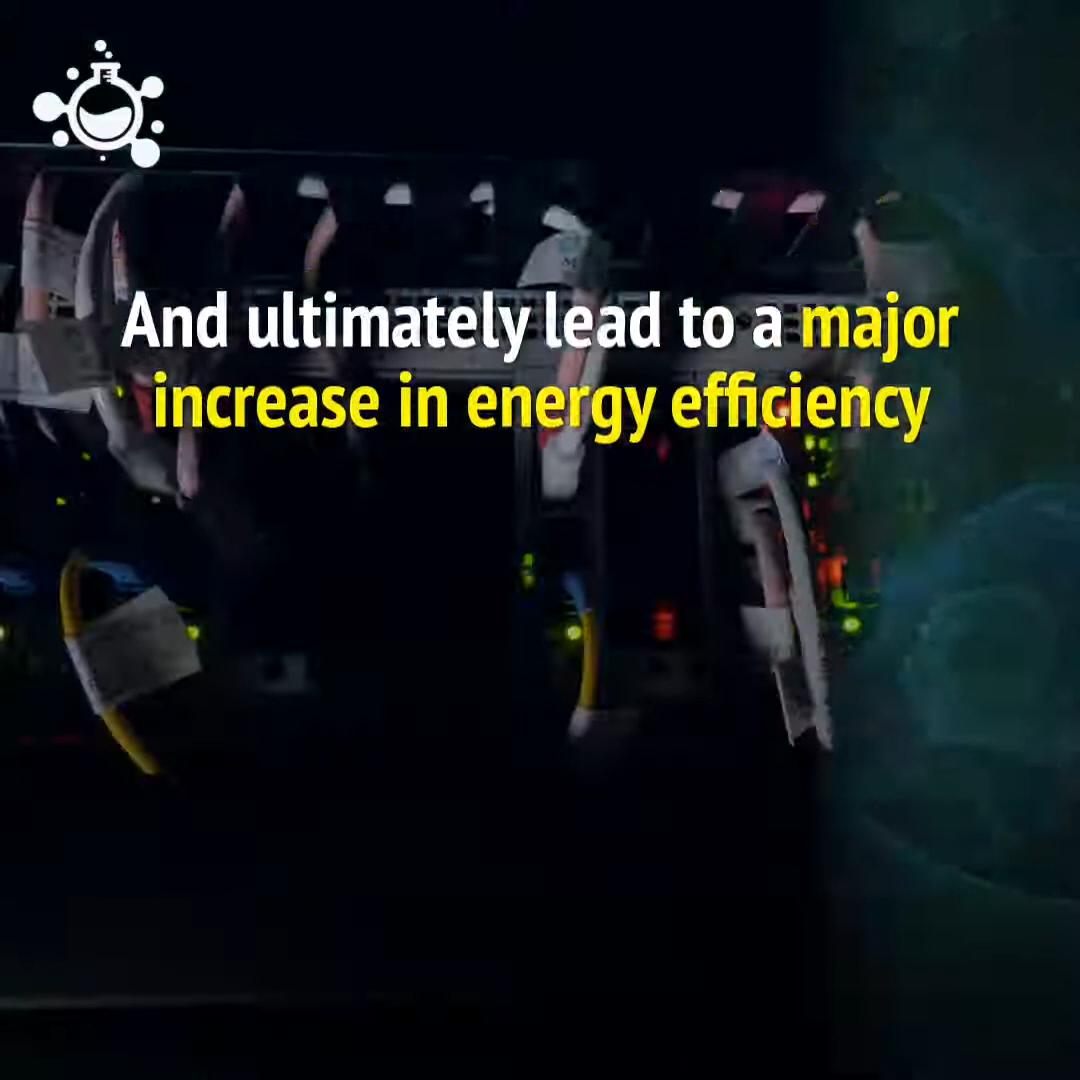 And ultimately lead to a major
increase in energy efficiency